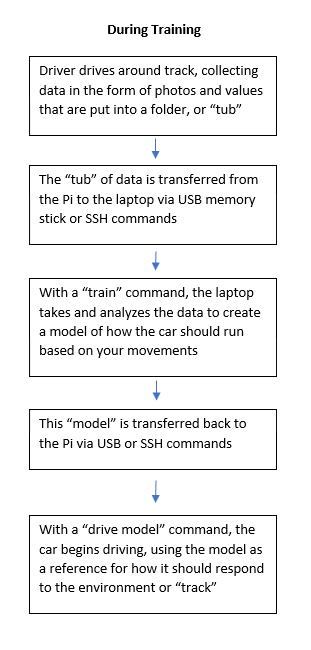 During Training
Driver drives around track, collecting
data in the form of photos and values
that are put into a folder, or “tub”
The “tub” of data is transferred from
the Pi to the laptop via USB memory
stick or SSH commands
With a “train” command, the laptop
takes and analyzes the data to create
a model of how the car should run
based on your movements
This “model” is transferred back to
the Pi via USB or SSH commands
With a “drive model” command, the
car begins driving, using the model as
a reference for how it should respond
to the environment or “track”